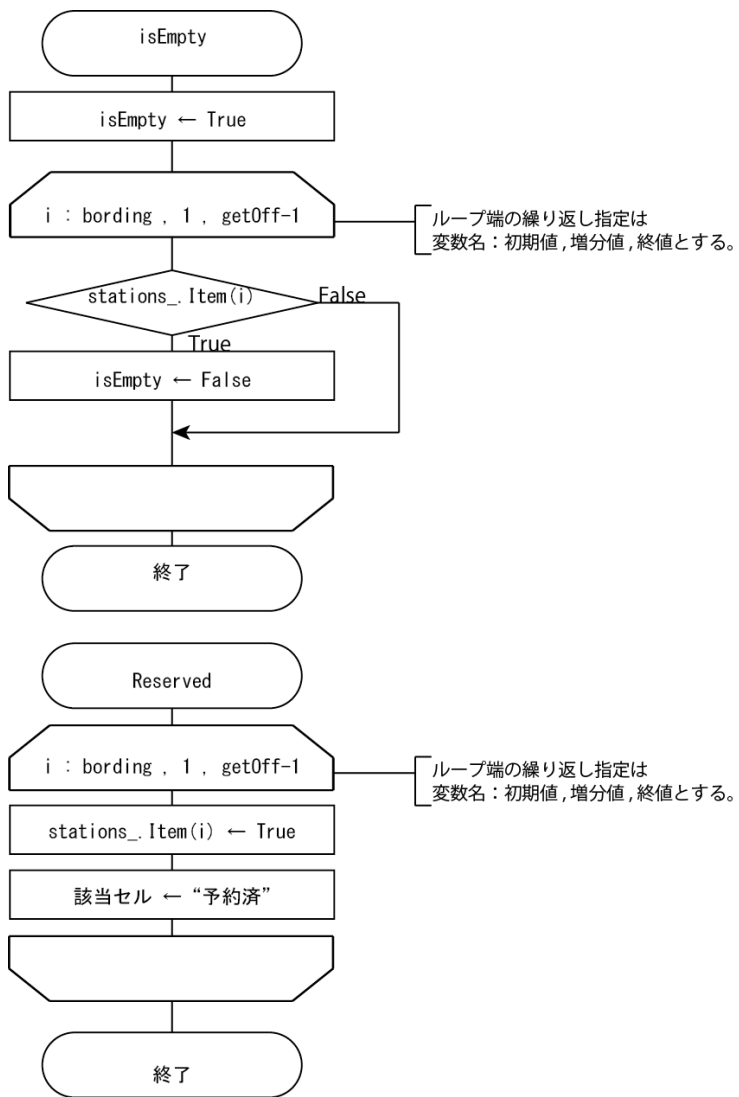 isEmpty
isEmpty ← True
i : bording , 1 , getOff-1
ループ端の繰り返し指定は
変数名：初期値,増分値,終値とする。
stations_.Item(i)
False
True
isEmpty ← False
終了
Reserved
i : bording , 1 , getOff-1
ループ端の繰り返し指定は
変数名：初期値,増分値,終値とする。
stations_.Item(i) ← True
該当セル ← “予約済”
終了